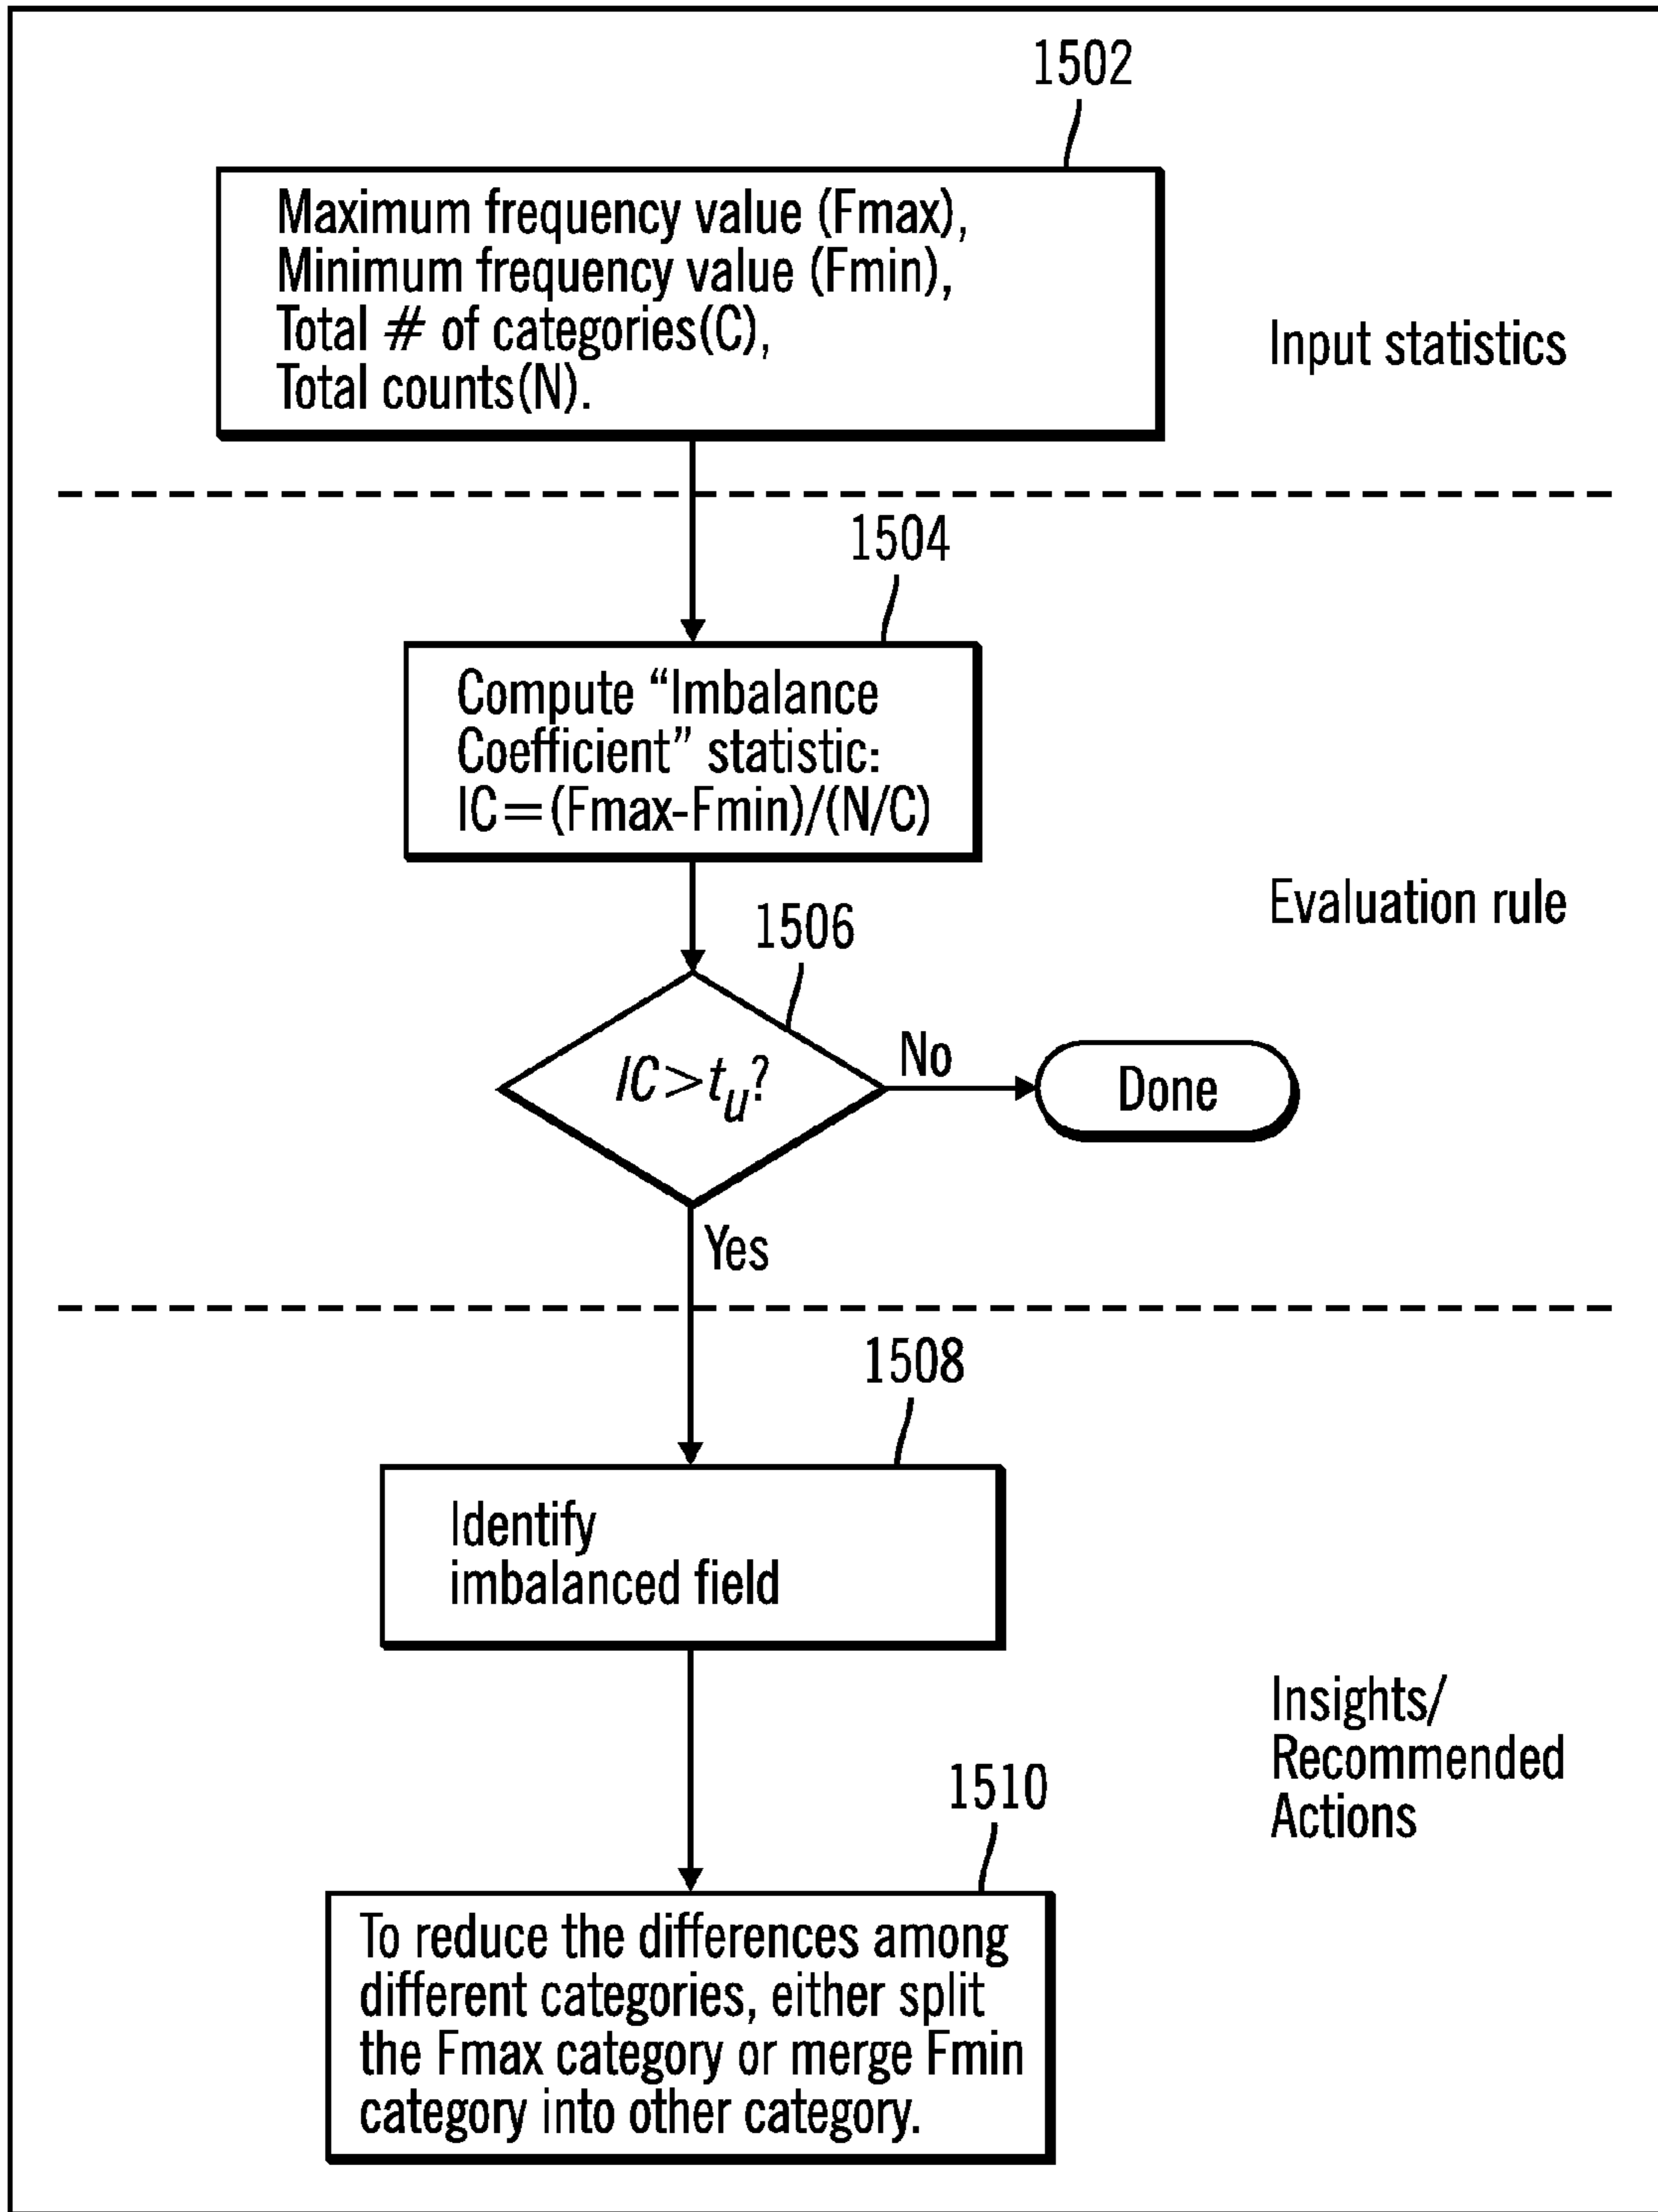 1502
Maximum frequency value (Fmax),
Minimum frequency value (Fmin),
Total # of categories(C),
Total counts(N).
Input statistics
1504
Compute “Imbalance
Coefficient” statistic:
IC=(Fmax-Fmin)/(N/C)
Evaluation rule
1506
IC>tu?
No
Done
Yes
1508
Identify
imbalanced field
Insights/
Recommended
Actions
1510
To reduce the differences among
different categories, either split
the Fmax category or merge Fmin
category into other category.